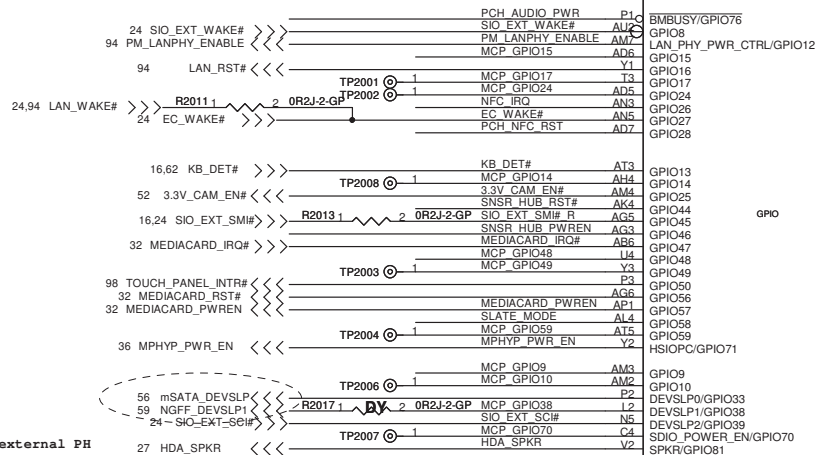 PCH_AUDIO_PWR P1 BMBUSY/GPIO76
24 SIO_EXT_WAKE# SIO_EXT_WAKE# AU2 GPIO8
94 PM_LANPHY_ENABLE PM_LANPHY_ENABLE AM7 LAN_PHY_PWR_CTRL/GPIO12
MCP_GPIO15 AD6 GPIO15
94 LAN_RST# Y1 GPIO16
TP2001 1 MCP_GPIO17 T3 GPIO17
TP2002 1 MCP_GPIO24 AD5 GPIO24
24,94 LAN_WAKE# R2011 1 2 0R2J-2-GP NFC_IRQ AN3 GPIO26
24 EC_WAKE# EC_WAKE# AN5 GPIO27
PCH_NFC_RST AD7 GPIO28
16,62 KB_DET# KB_DET# AT3 GPIO13
TP2008 1 MCP_GPIO14 AH4 GPIO14
52 3.3V_CAM_EN# 3.3V_CAM_EN# AM4 GPIO25
SNSR_HUB_RST# AK4 GPIO44
16,24 SIO_EXT_SMI# R2013 1 2 0R2J-2-GP SIO_EXT_SMI#_R AG5 GPIO45
GPIO
SNSR_HUB_PWREN AG3 GPIO46
32 MEDIACARD_IRQ# MEDIACARD_IRQ# AB6 GPIO47
MCP_GPIO48 U4 GPIO48
TP2003 1 MCP_GPIO49 Y3 GPIO49
98 TOUCH_PANEL_INTR# P3 GPIO50
32 MEDIACARD_RST# AG6 GPIO56
32 MEDIACARD_PWREN MEDIACARD_PWREN AP1 GPIO57
SLATE_MODE AL4 GPIO58
TP2004 1 MCP_GPIO59 AT5 GPIO59
36 MPHYP_PWR_EN MPHYP_PWR_EN Y2 HSIOPC/GPIO71
MCP_GPIO9 AM3 GPIO9
TP2006 1 MCP_GPIO10 AM2 GPIO10
56 mSATA_DEVSLP P2 DEVSLP0/GPIO33
59 NGFF_DEVSLP1 R2017 1 DY 2 0R2J-2-GP MCP_GPIO38 L2 DEVSLP1/GPIO38
24 SIO_EXT_SCI# SIO_EXT_SCI# N5 DEVSLP2/GPIO39
TP2007 1 MCP_GPIO70 C4 SDIO_POWER_EN/GPIO70
external PH 27 HDA_SPKR HDA_SPKR V2 SPKR/GPIO81